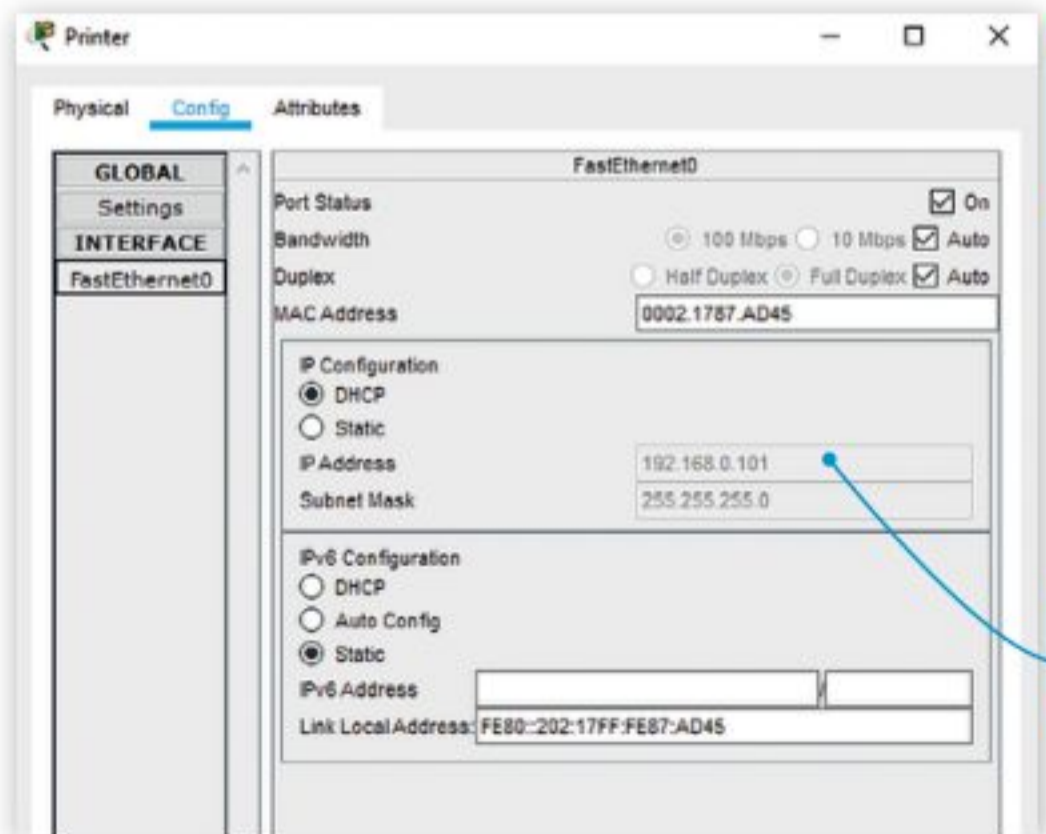 Printer
Physical Config Attributes
GLOBAL
Settings
INTERFACE
FastEthernet0
FastEthernet0
Port Status On
Bandwidth 100 Mbps 10 Mbps Auto
Duplex Half Duplex Full Duplex Auto
MAC Address 0002.1787.AD45
IP Configuration
DHCP
Static
IP Address 192.168.0.101
Subnet Mask 255.255.255.0
IPv6 Configuration
DHCP
Auto Config
Static
IPv6 Address /
Link Local Address: FE80::202:17FF:FE87:AD45